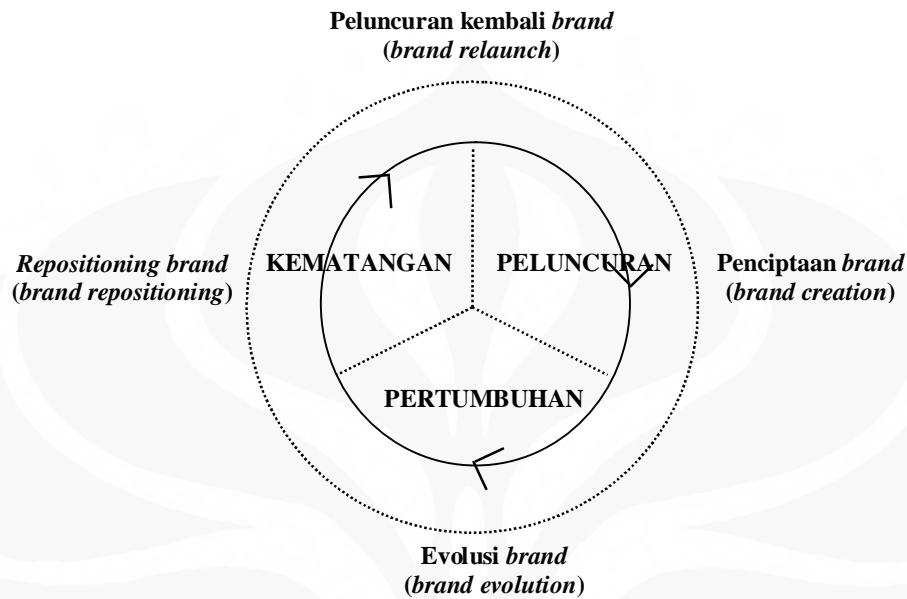 Peluncuran kembali brand
(brand relaunch)
Repositioning brand
(brand repositioning)
KEMATANGAN
PELUNCURAN
Penciptaan brand
(brand creation)
PERTUMBUHAN
Evolusi brand
(brand evolution)